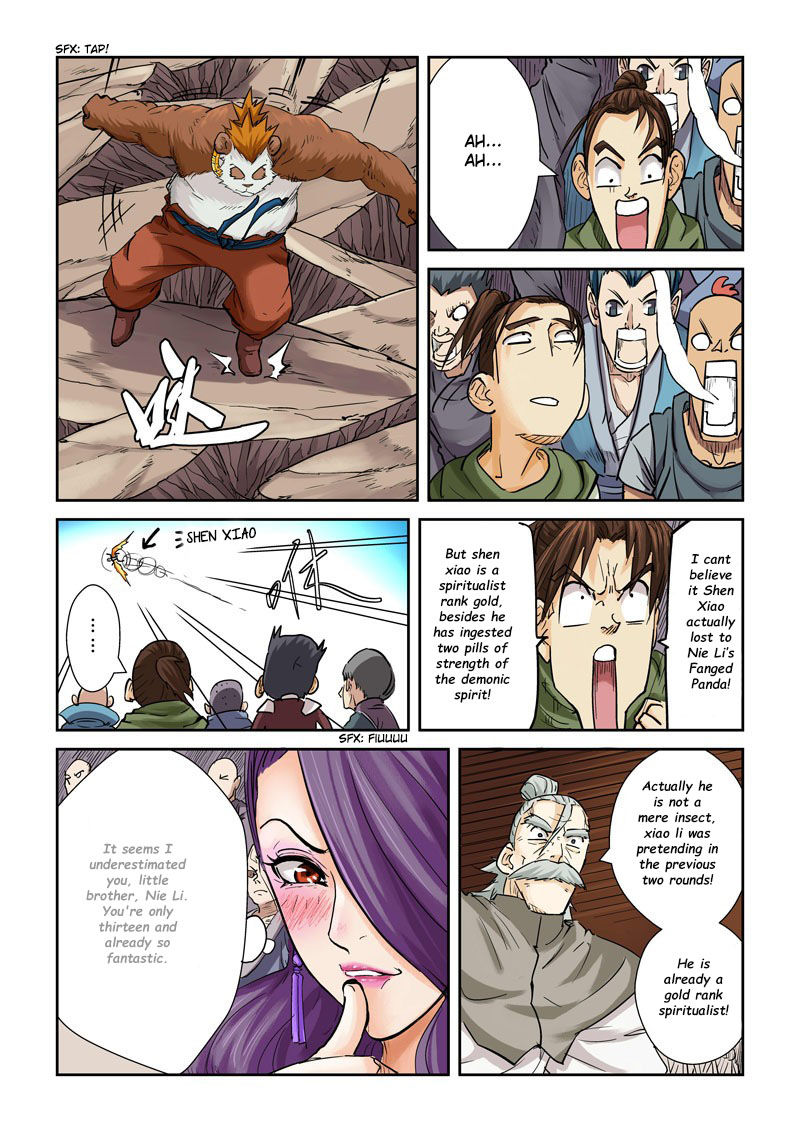 SFX: TAP!
哒
AH...
AH...
SHEN XIAO
....
But shen
xiao is a
spiritualist
rank gold,
besides he
has ingested
two pills of
strength of
the demonic
spirit!
I cant
believe
it Shen
Xiao
actually
lost to
Nie Li's
Fanged
Panda!
SFX: FIUUUU
It seems I
underestimated
you, little
brother, Nie Li.
You're only
thirteen and
already so
fantastic.
Actually he
is not a
mere insect,
xiao li was
pretending in
the previous
two rounds!
He is
already a
gold rank
spiritualist!